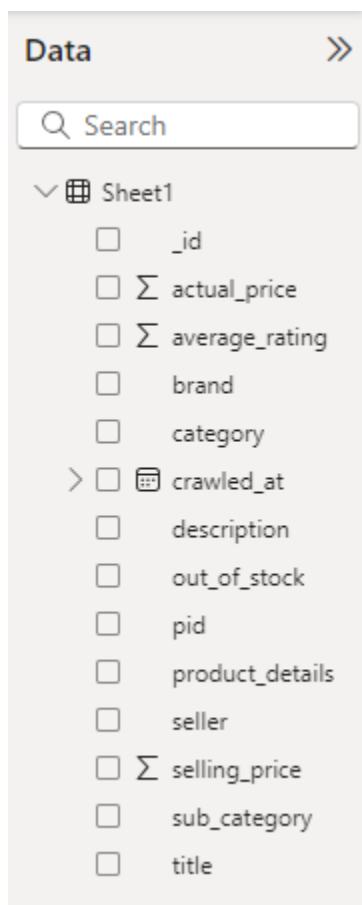 Data
Search
Sheet1
_id
actual_price
average_rating
brand
category
crawled_at
description
out_of_stock
pid
product_details
seller
selling_price
sub_category
title